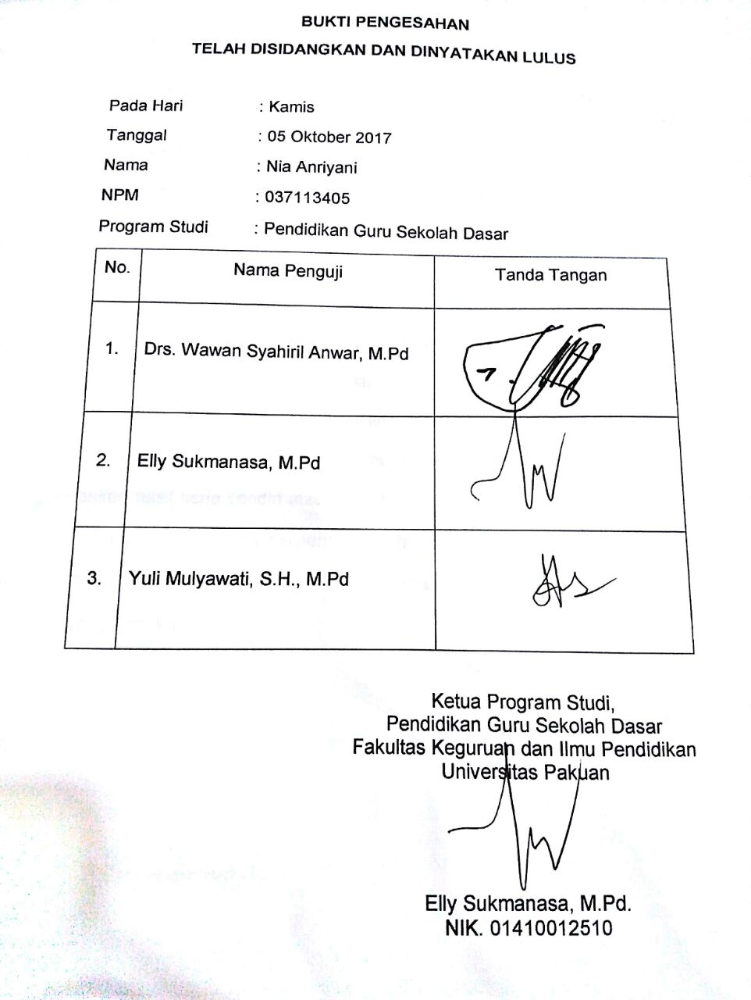 BUKTI PENGESAHAN
TELAH DISIDANGKAN DAN DINYATAKAN LULUS
Pada Hari : Kamis
Tanggal : 05 Oktober 2017
Nama : Nia Anriyani
NPM : 037113405
Program Studi : Pendidikan Guru Sekolah Dasar
No. Nama Penguji Tanda Tangan
1. Drs. Wawan Syahiril Anwar, M.Pd
2. Elly Sukmanasa, M.Pd
3. Yuli Mulyawati, S.H., M.Pd
Ketua Program Studi,
Pendidikan Guru Sekolah Dasar
Fakultas Keguruan dan Ilmu Pendidikan
Universitas Pakuan
Elly Sukmanasa, M.Pd.
NIK. 01410012510